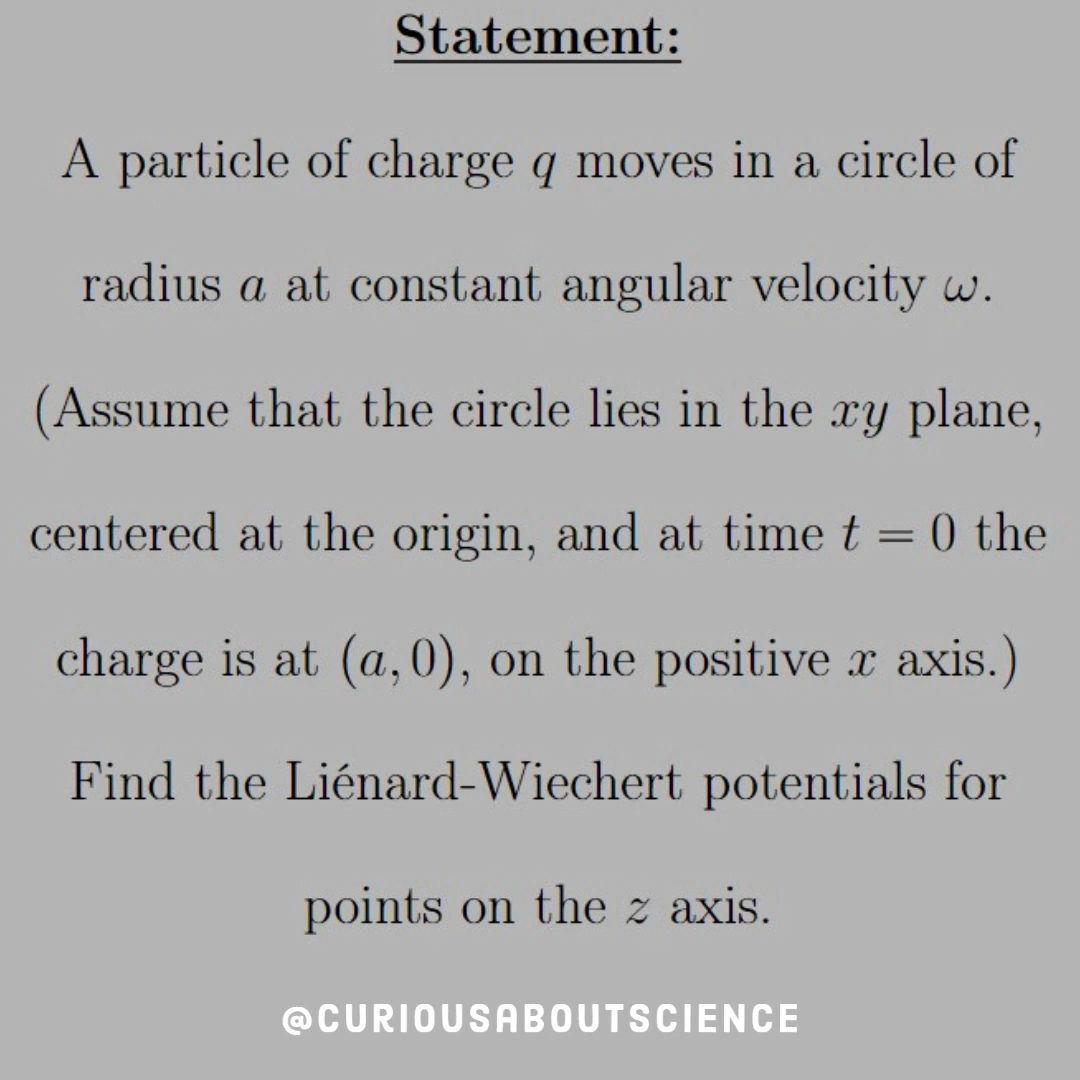 Statement:
A particle of charge q moves in a circle of
radius a at constant angular velocity ω.
(Assume that the circle lies in the xy plane,
centered at the origin, and at time t = 0 the
charge is at (a, 0), on the positive x axis.)
Find the Liénard-Wiechert potentials for
points on the z axis.
@CURIOUSABOUTSCIENCE